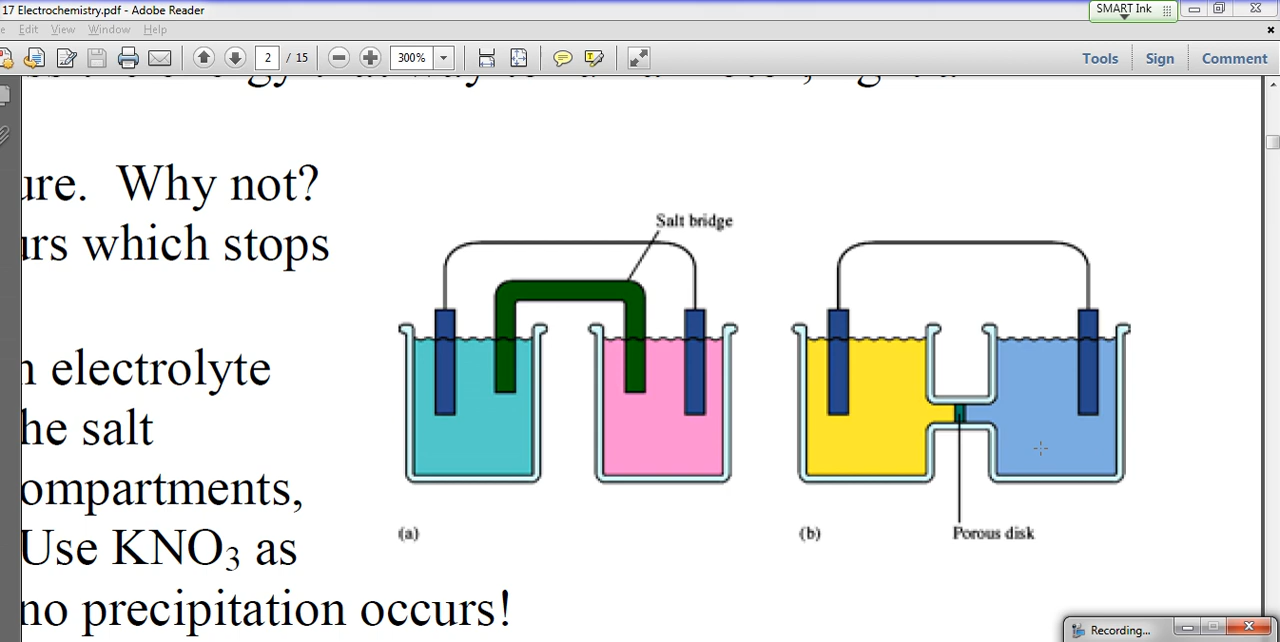 17 Electrochemistry.pdf - Adobe Reader
SMART Ink
e Edit View Window Help
2 / 15
300%
Tools Sign Comment
ure. Why not?
Salt bridge
urs which stops
n electrolyte
he salt
ompartments,
(a) (b) Porous disk
Use KNO₃ as
no precipitation occurs!
Recording...